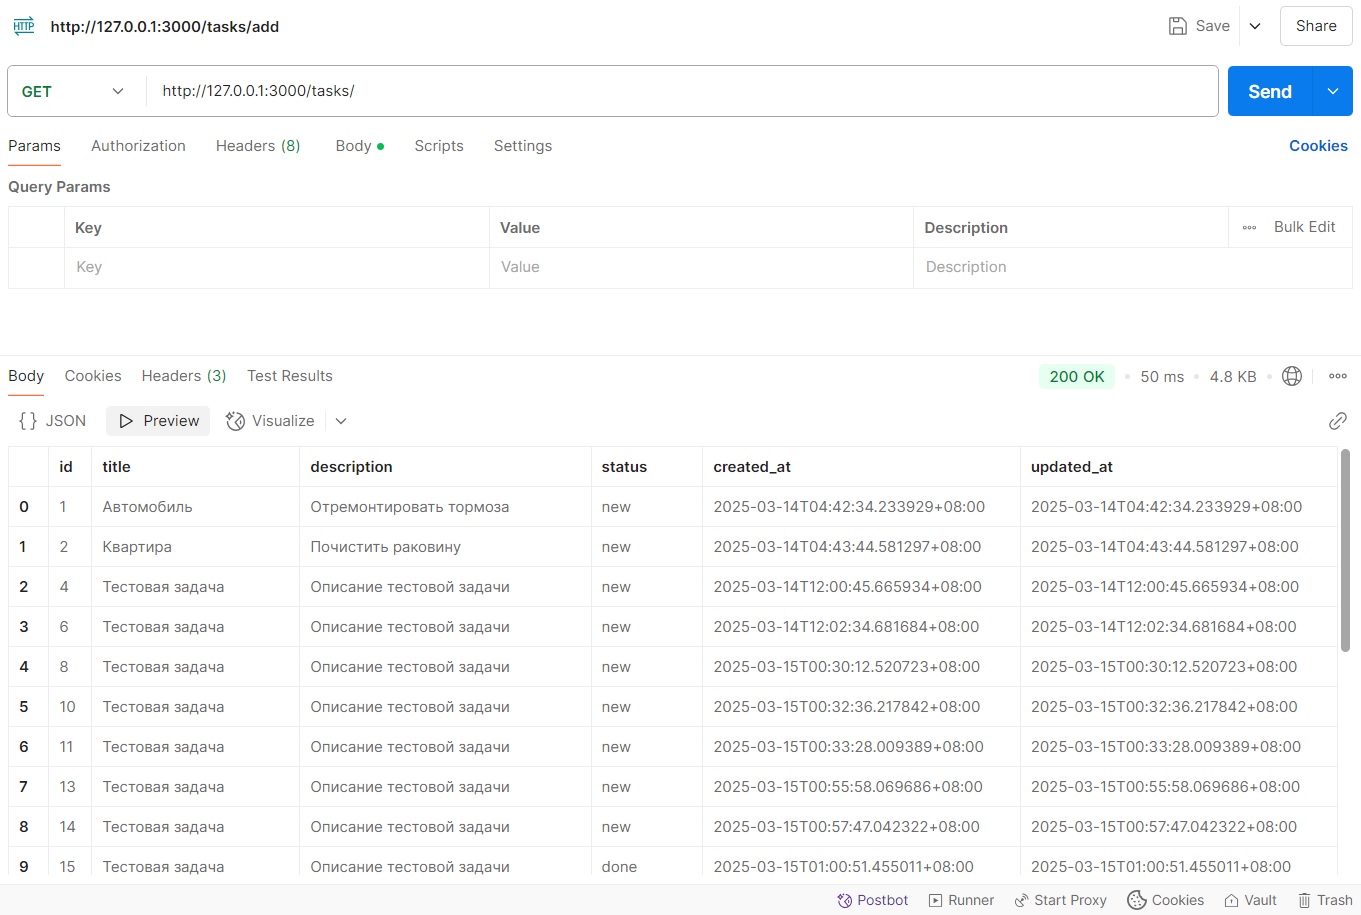 HTTP http://127.0.0.1:3000/tasks/add Save Share
GET http://127.0.0.1:3000/tasks/ Send
Params Authorization Headers (8) Body Scripts Settings Cookies
Query Params
Key Value Description Bulk Edit
Key Value Description
Body Cookies Headers (3) Test Results 200 OK 50 ms 4.8 KB
{} JSON Preview Visualize
id title description status created_at updated_at
0 1 Автомобиль Отремонтировать тормоза new 2025-03-14T04:42:34.233929+08:00 2025-03-14T04:42:34.233929+08:00
1 2 Квартира Почистить раковину new 2025-03-14T04:43:44.581297+08:00 2025-03-14T04:43:44.581297+08:00
2 4 Тестовая задача Описание тестовой задачи new 2025-03-14T12:00:45.665934+08:00 2025-03-14T12:00:45.665934+08:00
3 6 Тестовая задача Описание тестовой задачи new 2025-03-14T12:02:34.681684+08:00 2025-03-14T12:02:34.681684+08:00
4 8 Тестовая задача Описание тестовой задачи new 2025-03-15T00:30:12.520723+08:00 2025-03-15T00:30:12.520723+08:00
5 10 Тестовая задача Описание тестовой задачи new 2025-03-15T00:32:36.217842+08:00 2025-03-15T00:32:36.217842+08:00
6 11 Тестовая задача Описание тестовой задачи new 2025-03-15T00:33:28.009389+08:00 2025-03-15T00:33:28.009389+08:00
7 13 Тестовая задача Описание тестовой задачи new 2025-03-15T00:55:58.069686+08:00 2025-03-15T00:55:58.069686+08:00
8 14 Тестовая задача Описание тестовой задачи new 2025-03-15T00:57:47.042322+08:00 2025-03-15T00:57:47.042322+08:00
9 15 Тестовая задача Описание тестовой задачи done 2025-03-15T01:00:51.455011+08:00 2025-03-15T01:00:51.455011+08:00
Postbot Runner Start Proxy Cookies Vault Trash